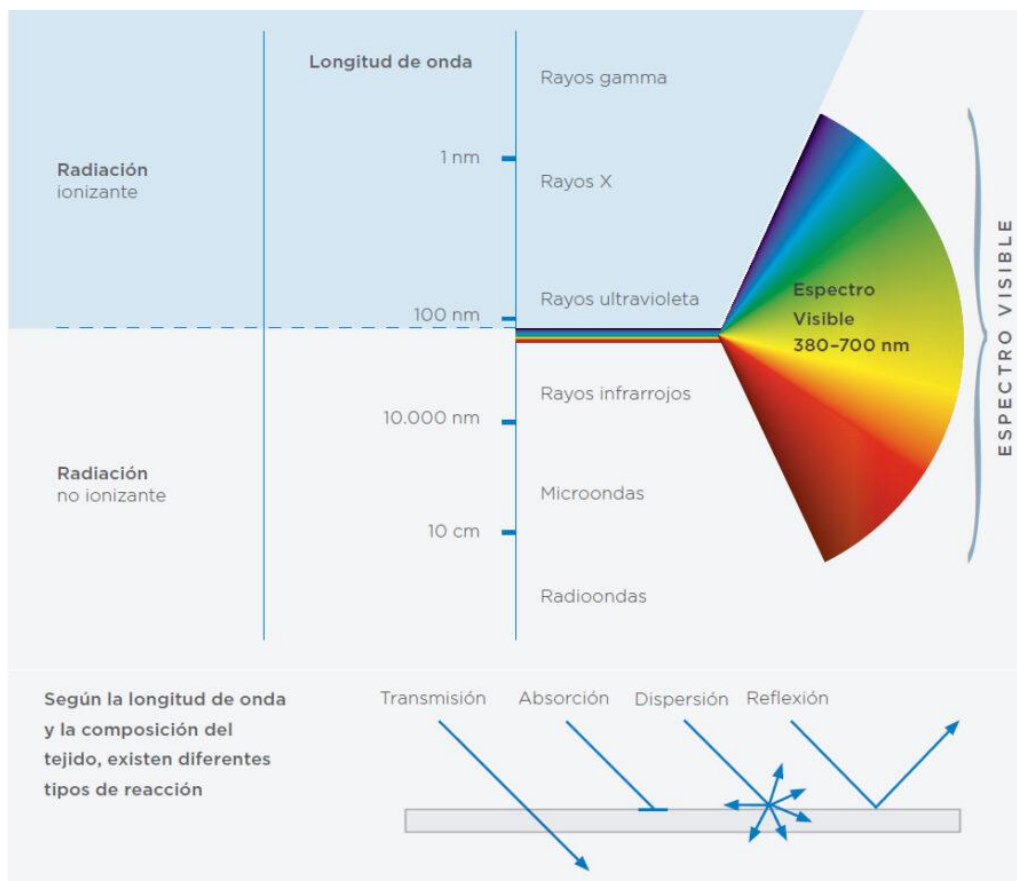 Longitud de onda
Rayos gamma
1 nm
Radiación
ionizante
Rayos X
Rayos ultravioleta
100 nm
Espectro
Visible
380–700 nm
ESPECTRO VISIBLE
Rayos infrarrojos
10.000 nm
Radiación
no ionizante
Microondas
10 cm
Radioondas
Según la longitud de onda
y la composición del
tejido, existen diferentes
tipos de reacción
Transmisión
Absorción
Dispersión
Reflexión